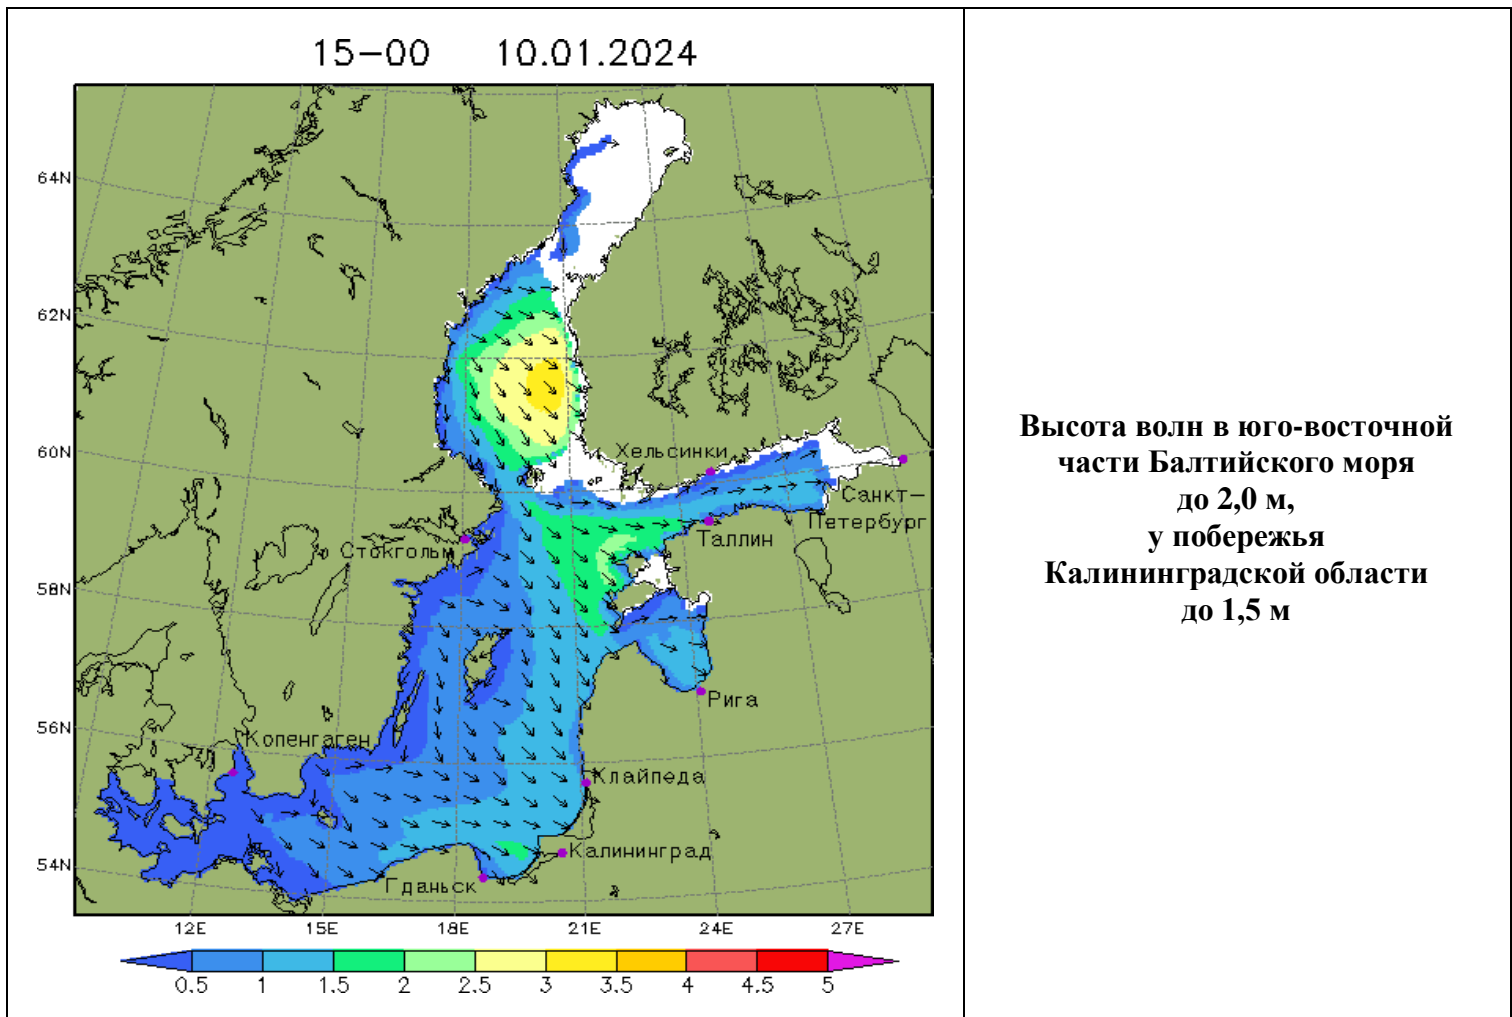 15-00 10.01.2024
64N
62N
Хельсинки
60N
Санкт-
Петербург
Таллин
Стокгольм
58N
Рига
56N
Копенгаген
Клайпеда
Калининград
54N
Гданьск
12E 15E 18E 21E 24E 27E
0.5 1 1.5 2 2.5 3 3.5 4 4.5 5
Высота волн в юго-восточной
части Балтийского моря
до 2,0 м,
у побережья
Калининградской области
до 1,5 м